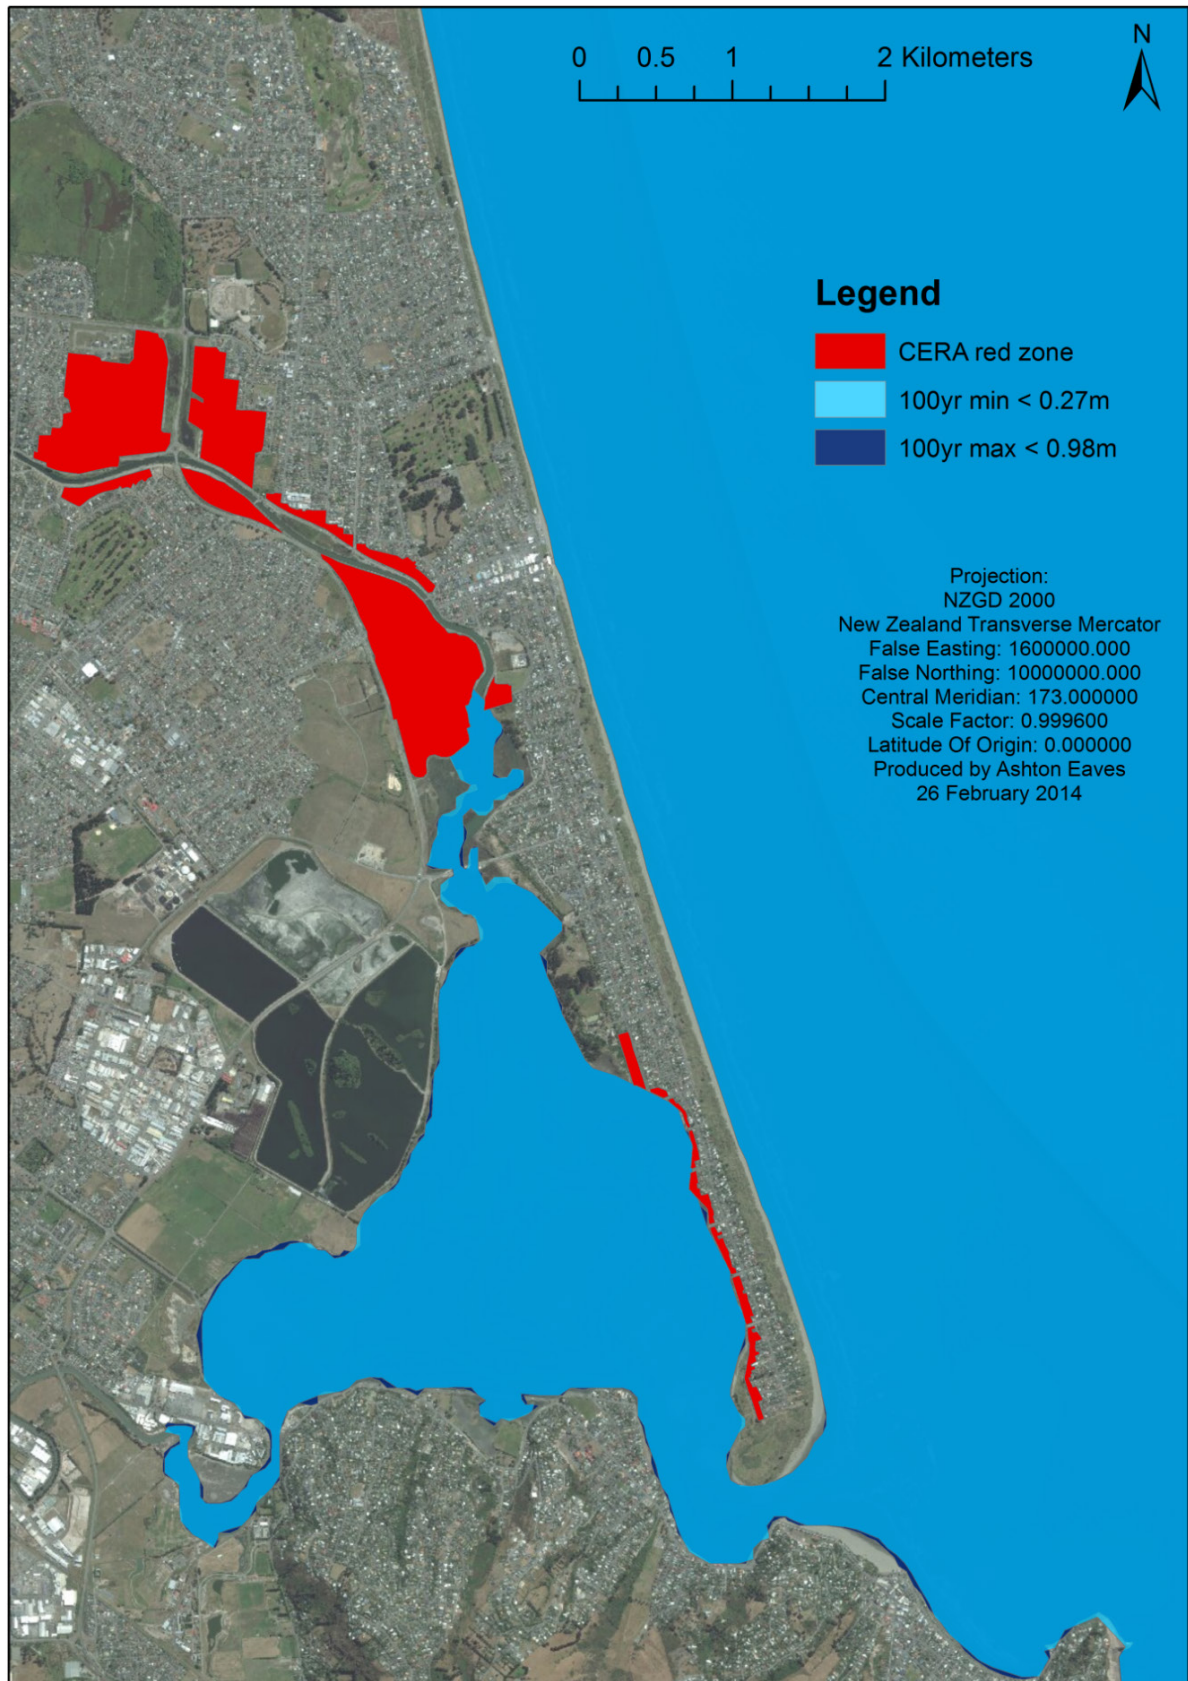 0 0.5 1 2 Kilometers
N
Legend
CERA red zone
100yr min < 0.27m
100yr max < 0.98m
Projection:
NZGD 2000
New Zealand Transverse Mercator
False Easting: 1600000.000
False Northing: 10000000.000
Central Meridian: 173.000000
Scale Factor: 0.999600
Latitude Of Origin: 0.000000
Produced by Ashton Eaves
26 February 2014